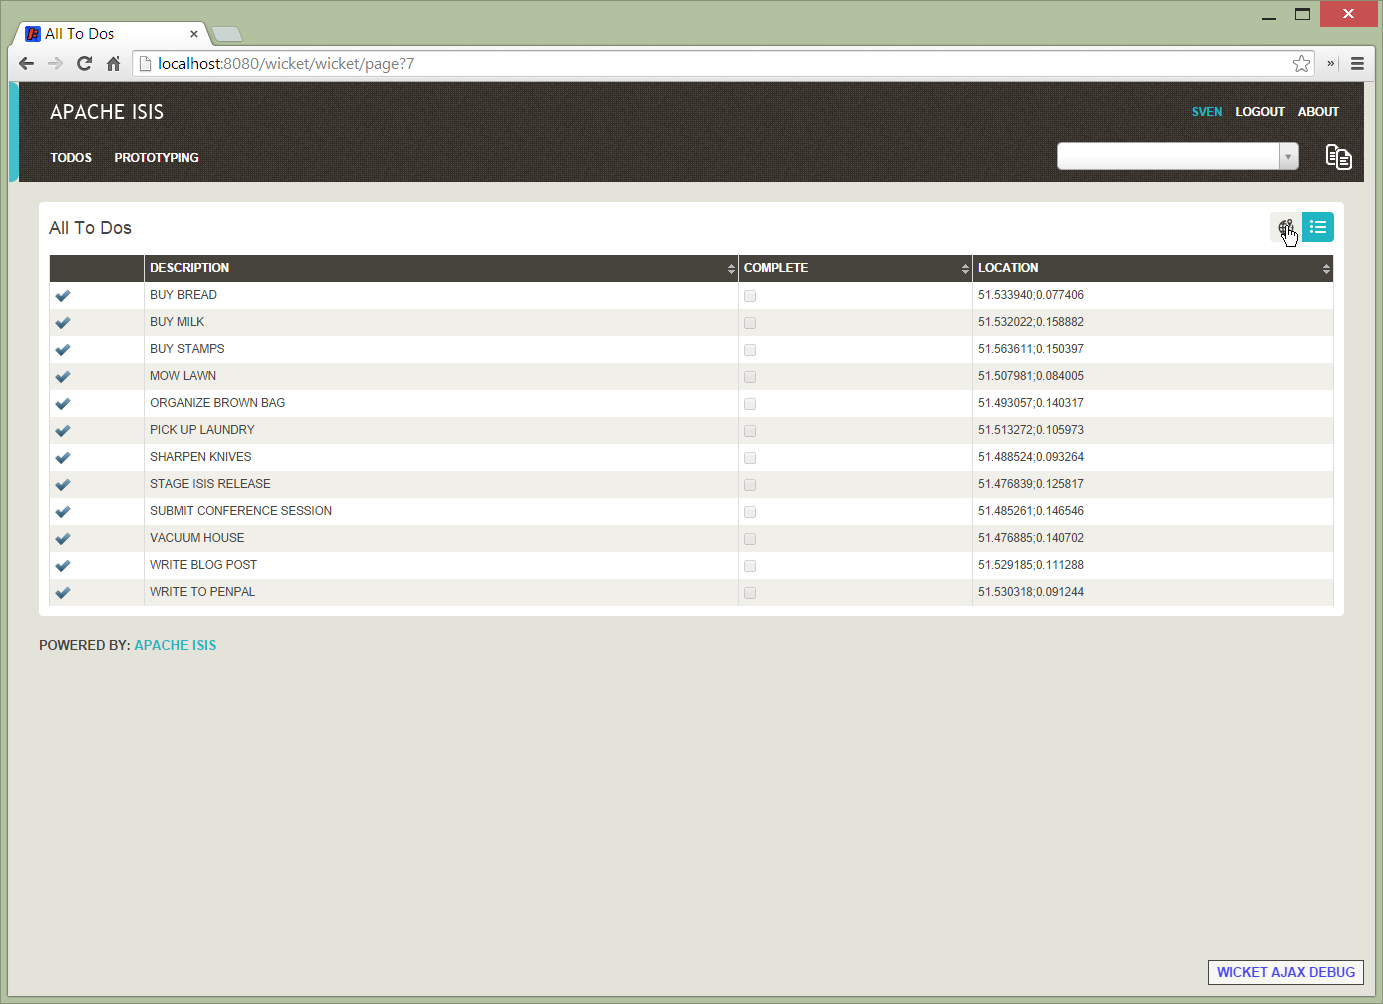 All To Dos
localhost:8080/wicket/wicket/page?7
»
APACHE ISIS
SVEN LOGOUT ABOUT
TODOS PROTOTYPING
All To Dos
DESCRIPTION COMPLETE LOCATION
BUY BREAD 51.533940;0.077406
BUY MILK 51.532022;0.158882
BUY STAMPS 51.563611;0.150397
MOW LAWN 51.507981;0.084005
ORGANIZE BROWN BAG 51.493057;0.140317
PICK UP LAUNDRY 51.513272;0.105973
SHARPEN KNIVES 51.488524;0.093264
STAGE ISIS RELEASE 51.476839;0.125817
SUBMIT CONFERENCE SESSION 51.485261;0.146546
VACUUM HOUSE 51.476885;0.140702
WRITE BLOG POST 51.529185;0.111288
WRITE TO PENPAL 51.530318;0.091244
POWERED BY: APACHE ISIS
WICKET AJAX DEBUG